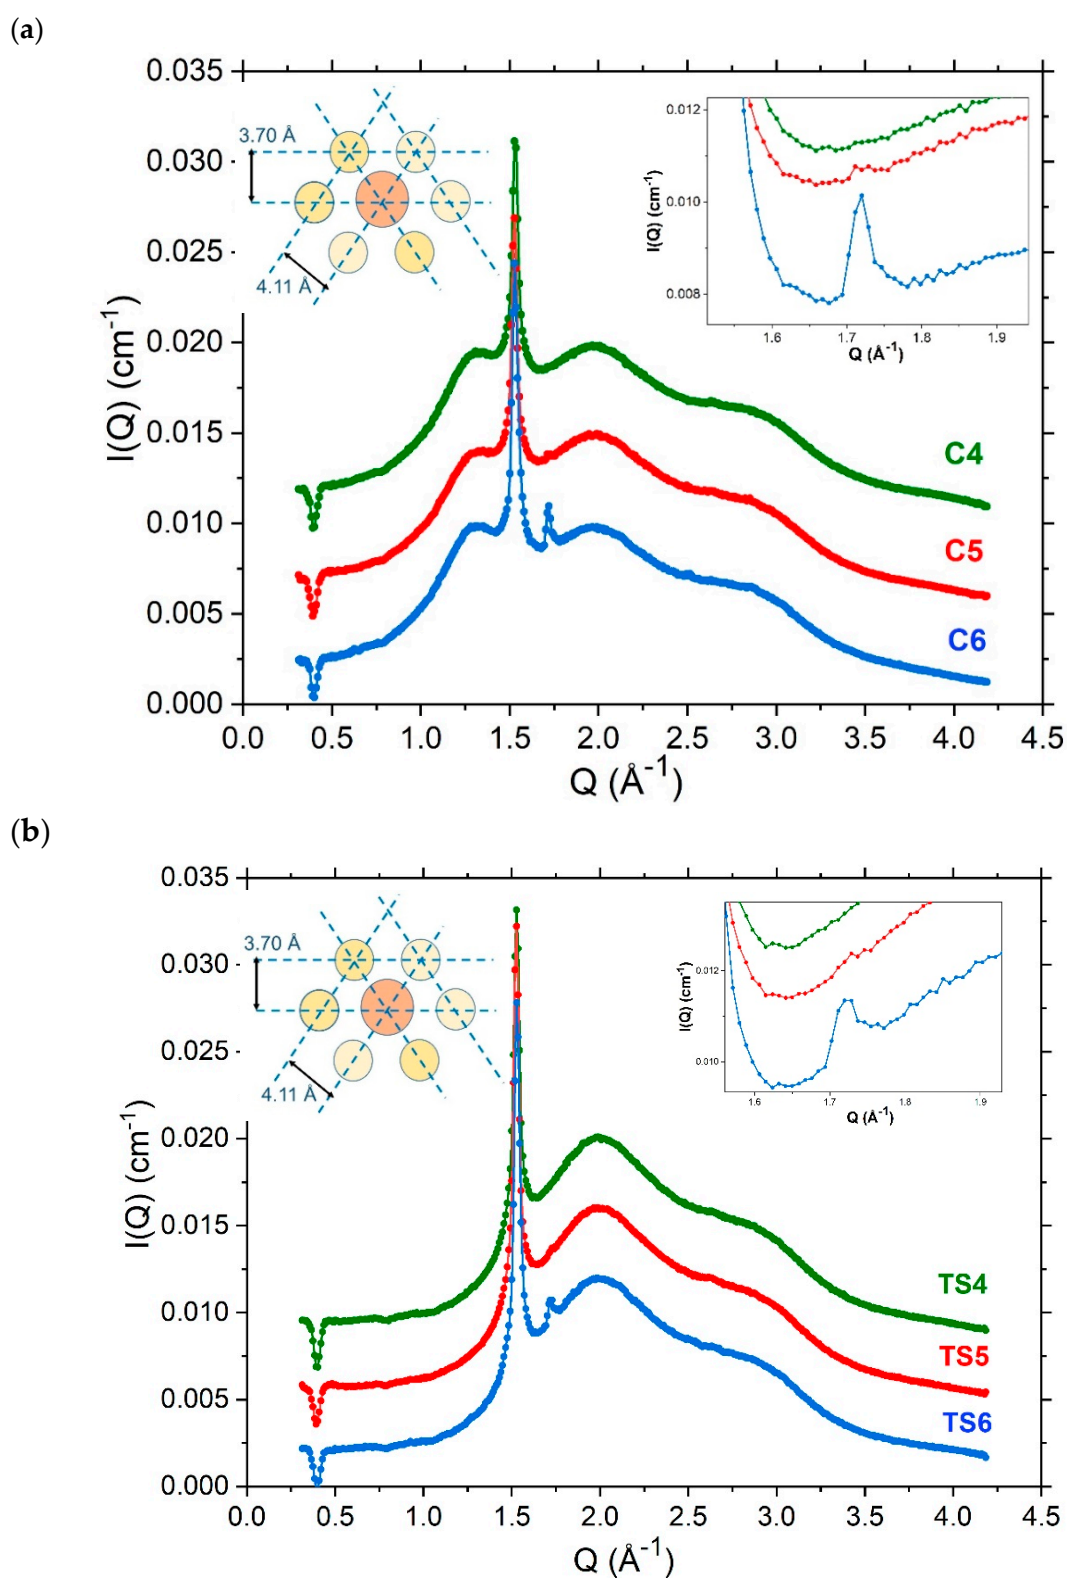 (a)
0.035
0.030
0.025
0.020
0.015
0.010
0.005
0.000
I(Q) (cm⁻¹)
3.70 Å
4.11 Å
0.012
0.010
0.008
I(Q) (cm⁻¹)
1.6 1.7 1.8 1.9
Q (Å⁻¹)
C4
C5
C6
0.0 0.5 1.0 1.5 2.0 2.5 3.0 3.5 4.0 4.5
Q (Å⁻¹)
(b)
0.035
0.030
0.025
0.020
0.015
0.010
0.005
0.000
I(Q) (cm⁻¹)
3.70 Å
4.11 Å
0.012
0.010
I(Q) (cm⁻¹)
1.6 1.7 1.8 1.9
Q (Å⁻¹)
TS4
TS5
TS6
0.0 0.5 1.0 1.5 2.0 2.5 3.0 3.5 4.0 4.5
Q (Å⁻¹)